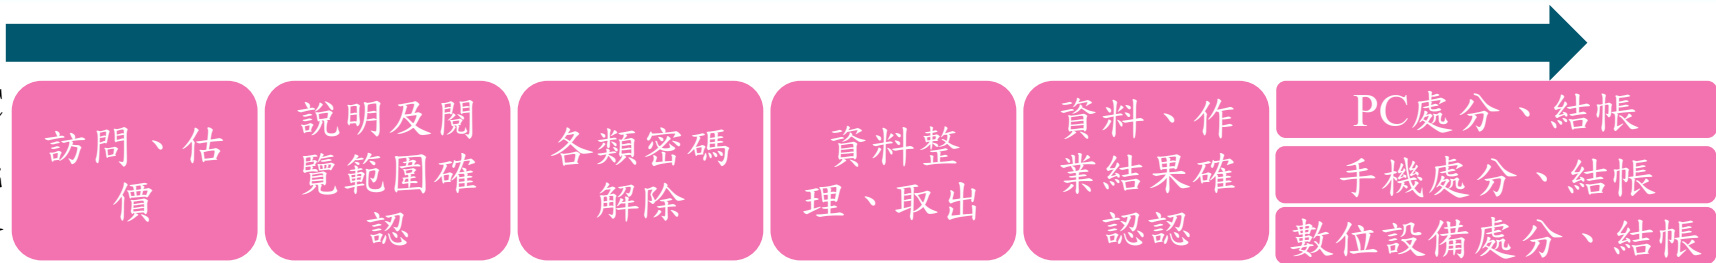 訪問、估
價
說明及閱
覽範圍確
認
各類密碼
解除
資料整
理、取出
資料、作
業結果確
認認
PC處分、結帳
手機處分、結帳
數位設備處分、結帳